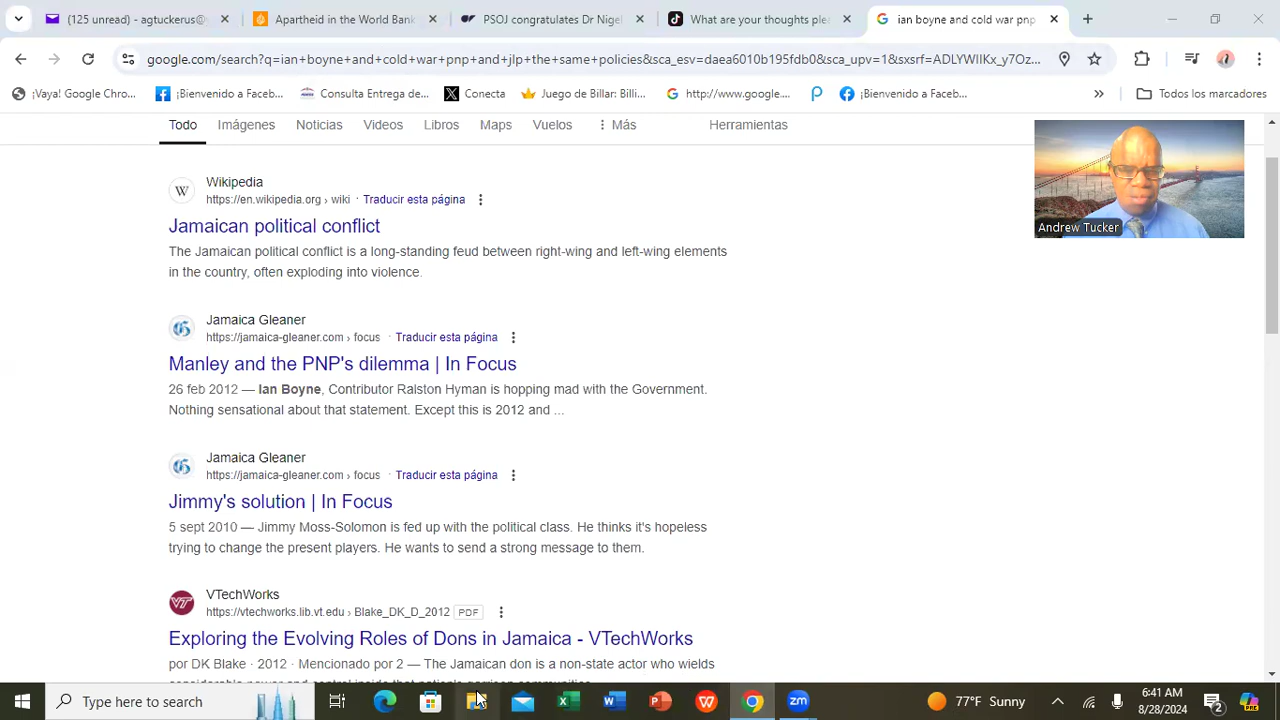 (125 unread) - agtuckerus@
Apartheid in the World Bank
PSOJ congratulates Dr Nigel
What are your thoughts ple
ian boyne and cold war pnp
google.com/search?q=ian+boyne+and+cold+war+pnp+and+jlp+the+same+policies&sca_esv=daea6010b195fdb0&sca_upv=1&sxsrf=ADLYWIIKx_y7Oz...
¡Vaya! Google Chro...
¡Bienvenido a Faceb...
Consulta Entrega de...
Conecta
Juego de Billar: Billi...
http://www.google....
¡Bienvenido a Faceb...
»
Todos los marcadores
Todo
Imágenes
Noticias
Videos
Libros
Maps
Vuelos
Más
Herramientas
Wikipedia
https://en.wikipedia.org › wiki · Traducir esta página
Jamaican political conflict
The Jamaican political conflict is a long-standing feud between right-wing and left-wing elements
in the country, often exploding into violence.
Andrew Tucker
Jamaica Gleaner
https://jamaica-gleaner.com › focus · Traducir esta página
Manley and the PNP's dilemma | In Focus
26 feb 2012 — Ian Boyne, Contributor Ralston Hyman is hopping mad with the Government.
Nothing sensational about that statement. Except this is 2012 and ...
Jamaica Gleaner
https://jamaica-gleaner.com › focus · Traducir esta página
Jimmy's solution | In Focus
5 sept 2010 — Jimmy Moss-Solomon is fed up with the political class. He thinks it's hopeless
trying to change the present players. He wants to send a strong message to them.
VTechWorks
https://vtechworks.lib.vt.edu › Blake_DK_D_2012 PDF
Exploring the Evolving Roles of Dons in Jamaica - VTechWorks
por DK Blake · 2012 · Mencionado por 2 — The Jamaican don is a non-state actor who wields
Type here to search
zm
77°F Sunny
6:41 AM
8/28/2024
2